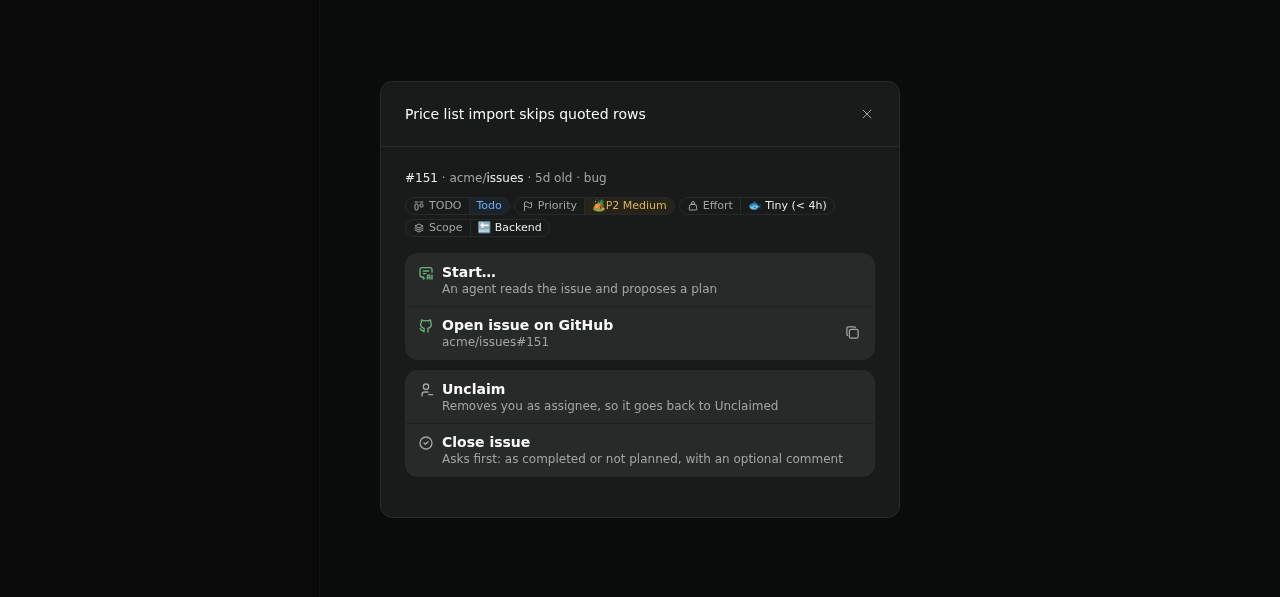 Price list import skips quoted rows
#151 · acme/issues · 5d old · bug
TODO Todo Priority 🏕️P2 Medium Effort 🐟 Tiny (< 4h)
Scope 🔙 Backend
Start…
An agent reads the issue and proposes a plan
Open issue on GitHub
acme/issues#151
Unclaim
Removes you as assignee, so it goes back to Unclaimed
Close issue
Asks first: as completed or not planned, with an optional comment